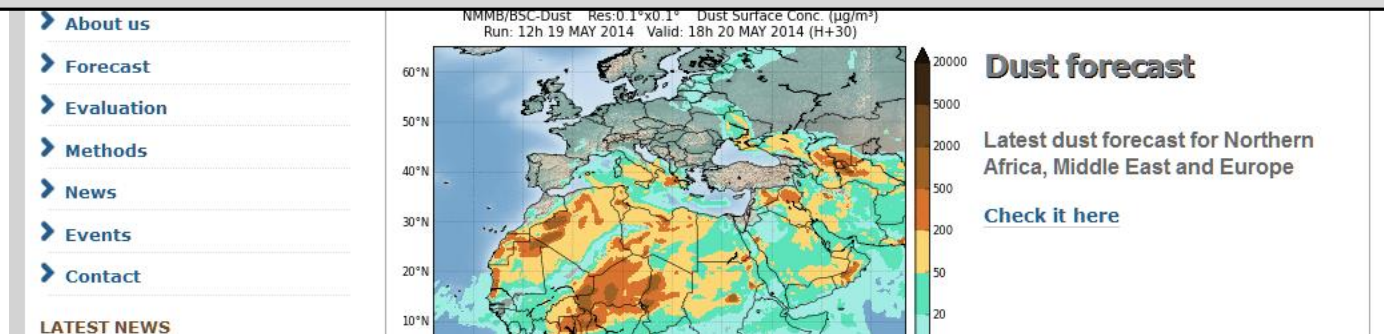 About us
Forecast
Evaluation
Methods
News
Events
Contact
LATEST NEWS
NMMB/BSC-Dust Res:0.1°x0.1° Dust Surface Conc. (µg/m³)
Run: 12h 19 MAY 2014 Valid: 18h 20 MAY 2014 (H+30)
60°N
50°N
40°N
30°N
20°N
10°N
20000
5000
2000
500
200
50
20
Dust forecast
Latest dust forecast for Northern
Africa, Middle East and Europe
Check it here